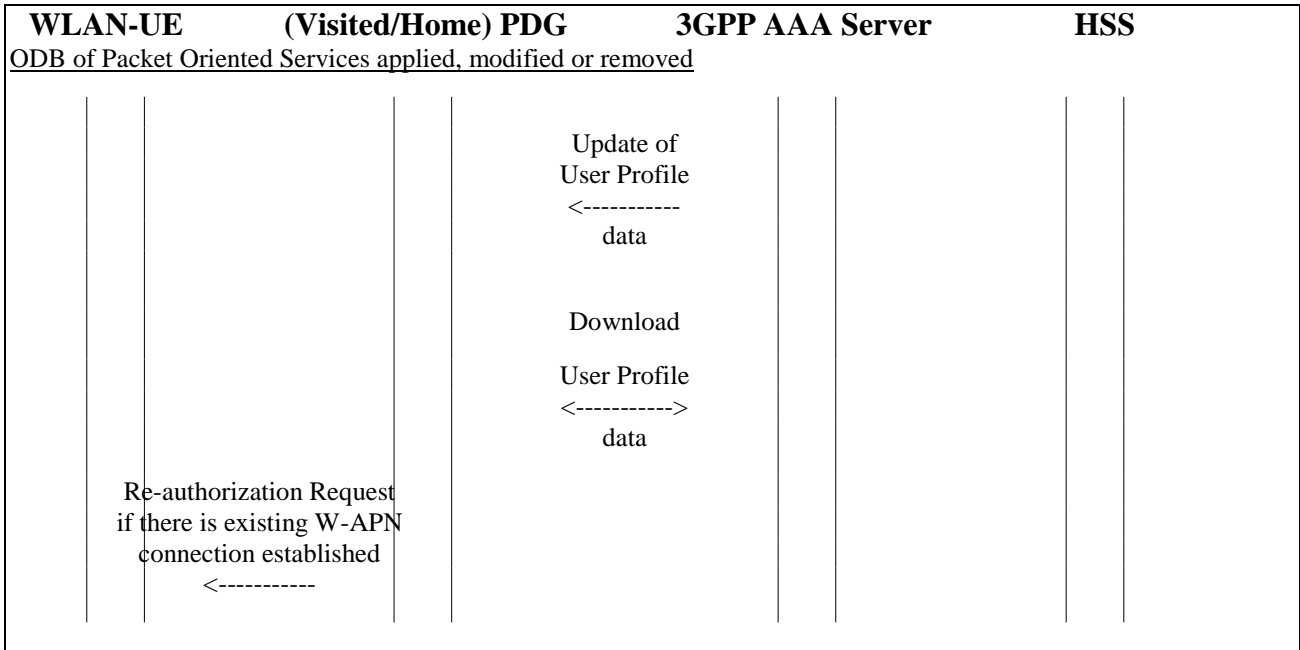 WLAN-UE (Visited/Home) PDG 3GPP AAA Server HSS
ODB of Packet Oriented Services applied, modified or removed
Update of
User Profile
<-----------
data
Download
User Profile
<----------->
data
Re-authorization Request
if there is existing W-APN
connection established
<-----------